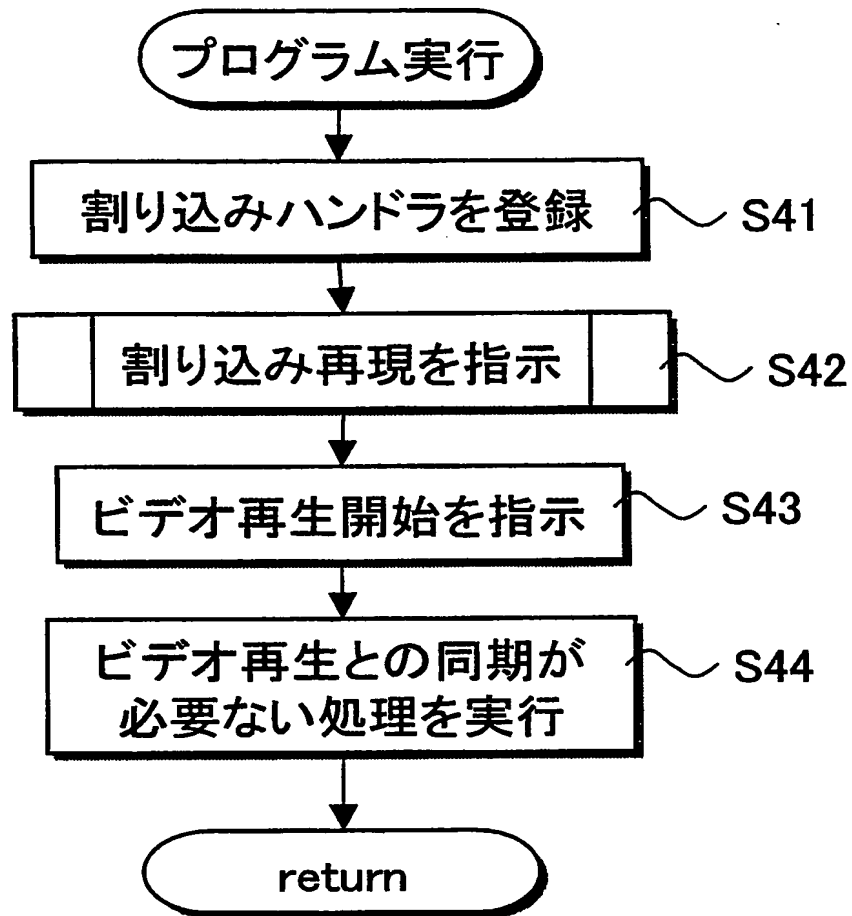 プログラム実行
割り込みハンドラを登録
S41
割り込み再現を指示
S42
ビデオ再生開始を指示
S43
ビデオ再生との同期が
必要ない処理を実行
S44
return